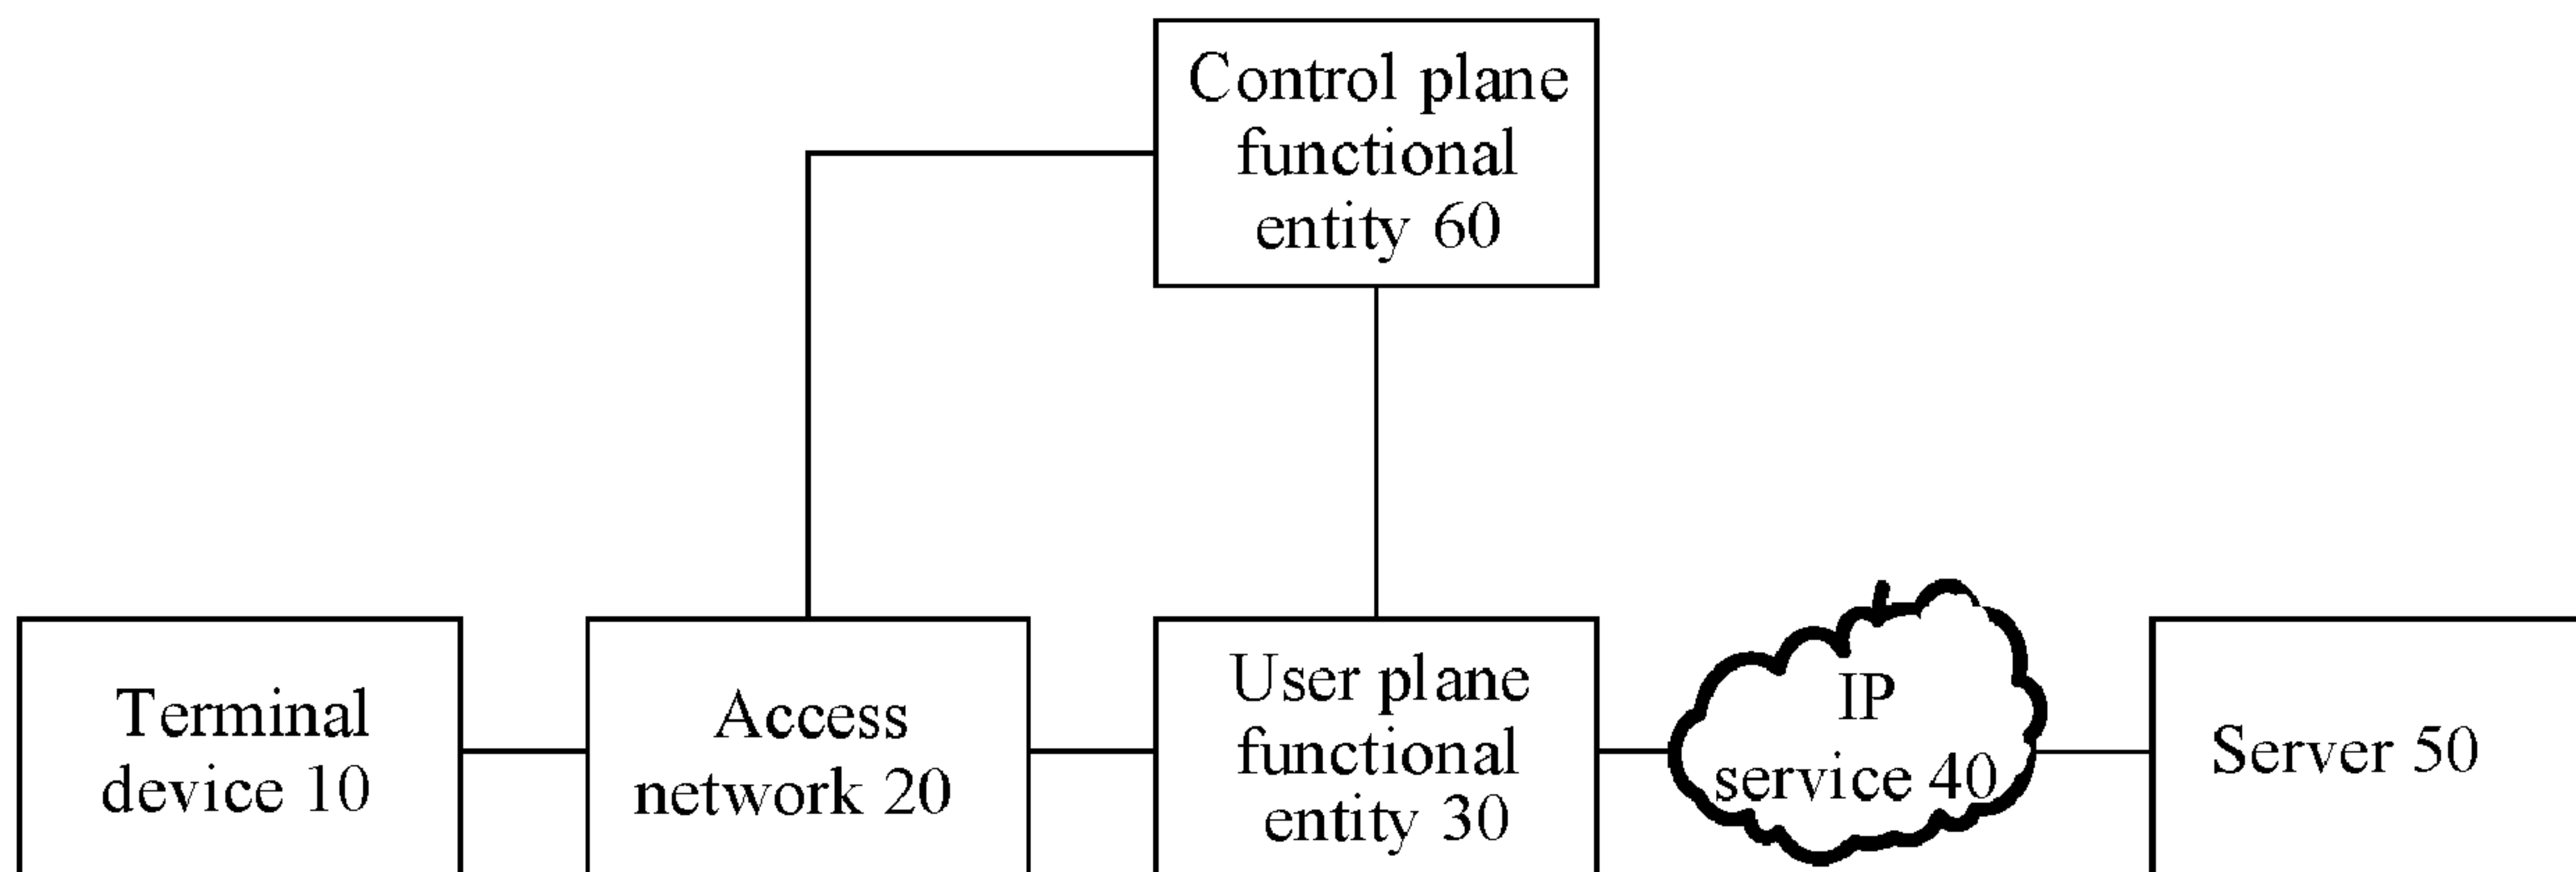 Control plane
functional
entity 60
Terminal
device 10
Access
network 20
User plane
functional
entity 30
IP
service 40
Server 50